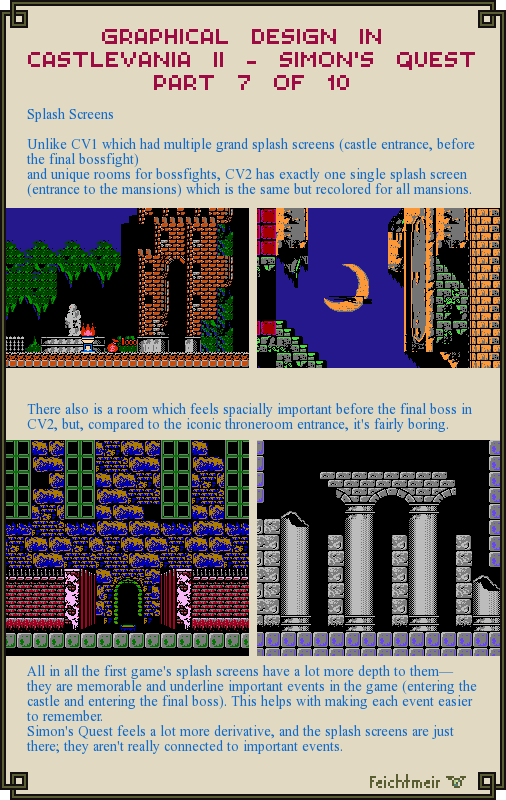 GRAPHICAL DESIGN IN
CASTLEVANIA II - SIMON'S QUEST
PART 7 OF 10
Splash Screens
Unlike CV1 which had multiple grand splash screens (castle entrance, before
the final bossfight)
and unique rooms for bossfights, CV2 has exactly one single splash screen
(entrance to the mansions) which is the same but recolored for all mansions.
There also is a room which feels spacially important before the final boss in
CV2, but, compared to the iconic throneroom entrance, it's fairly boring.
All in all the first game's splash screens have a lot more depth to them—
they are memorable and underline important events in the game (entering the
castle and entering the final boss). This helps with making each event easier
to remember.
Simon's Quest feels a lot more derivative, and the splash screens are just
there; they aren't really connected to important events.
Feichtmeir